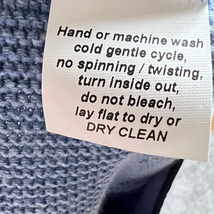 Hand or machine wash
cold gentle cycle,
no spinning / twisting,
turn inside out,
do not bleach,
lay flat to dry or
DRY CLEAN